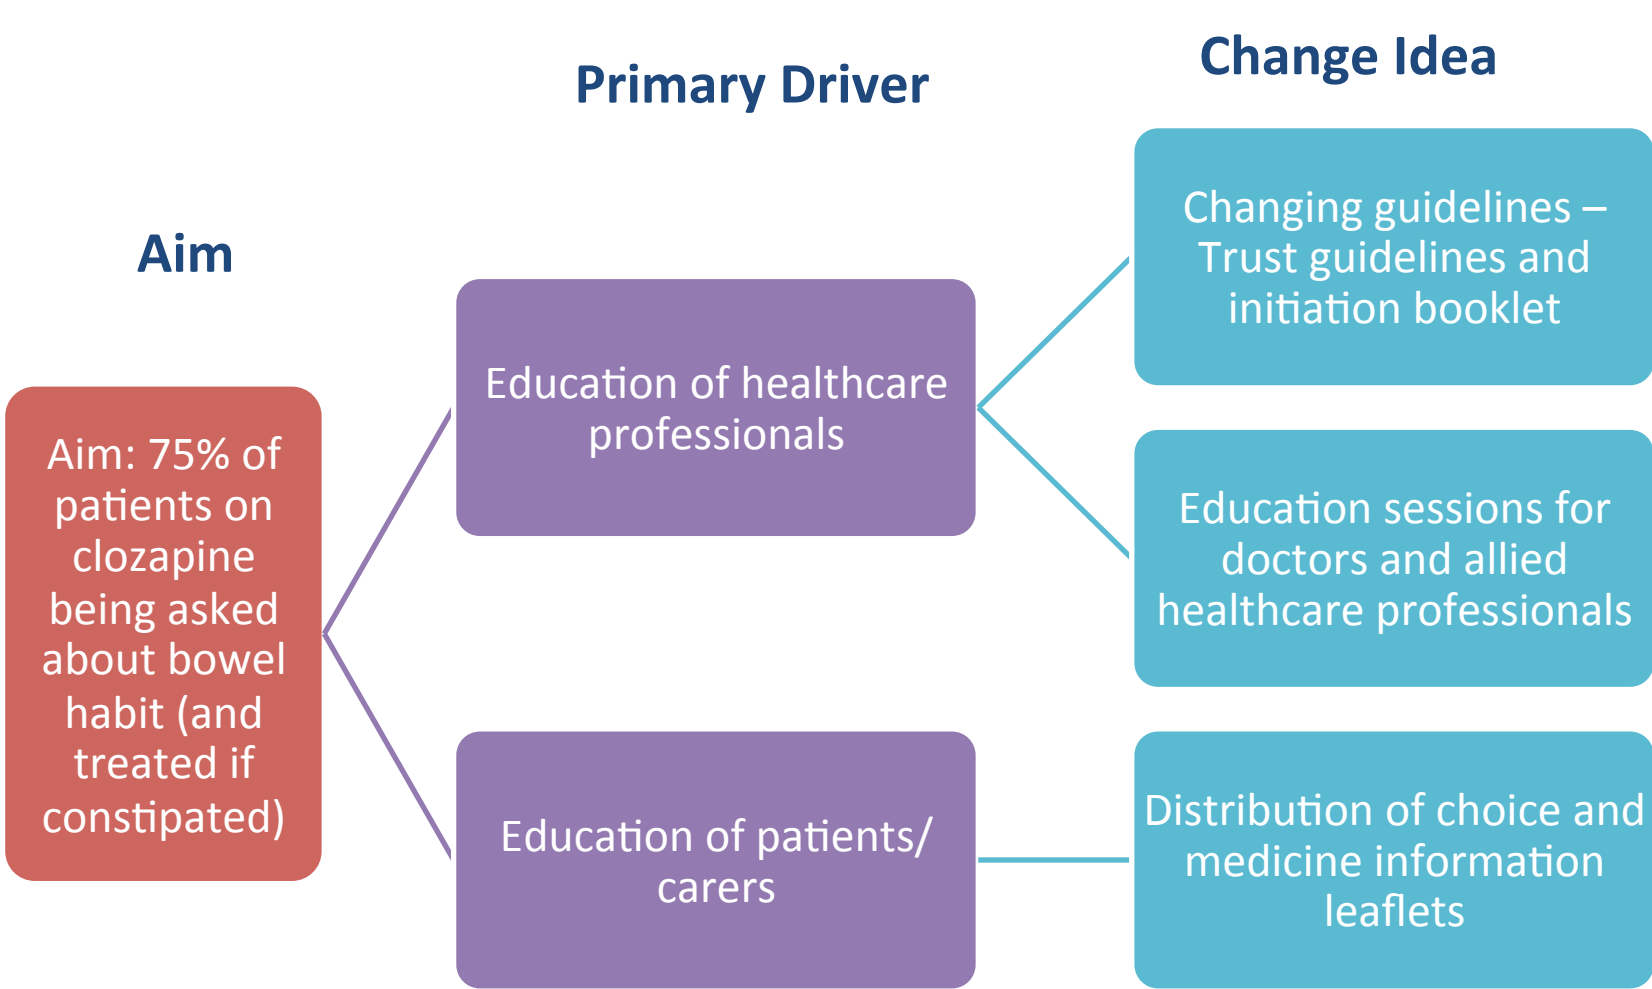 Aim
Primary Driver
Change Idea
Aim: 75% of
patients on
clozapine
being asked
about bowel
habit (and
treated if
constipated)
Education of healthcare
professionals
Education of patients/
carers
Changing guidelines –
Trust guidelines and
initiation booklet
Education sessions for
doctors and allied
healthcare professionals
Distribution of choice and
medicine information
leaflets